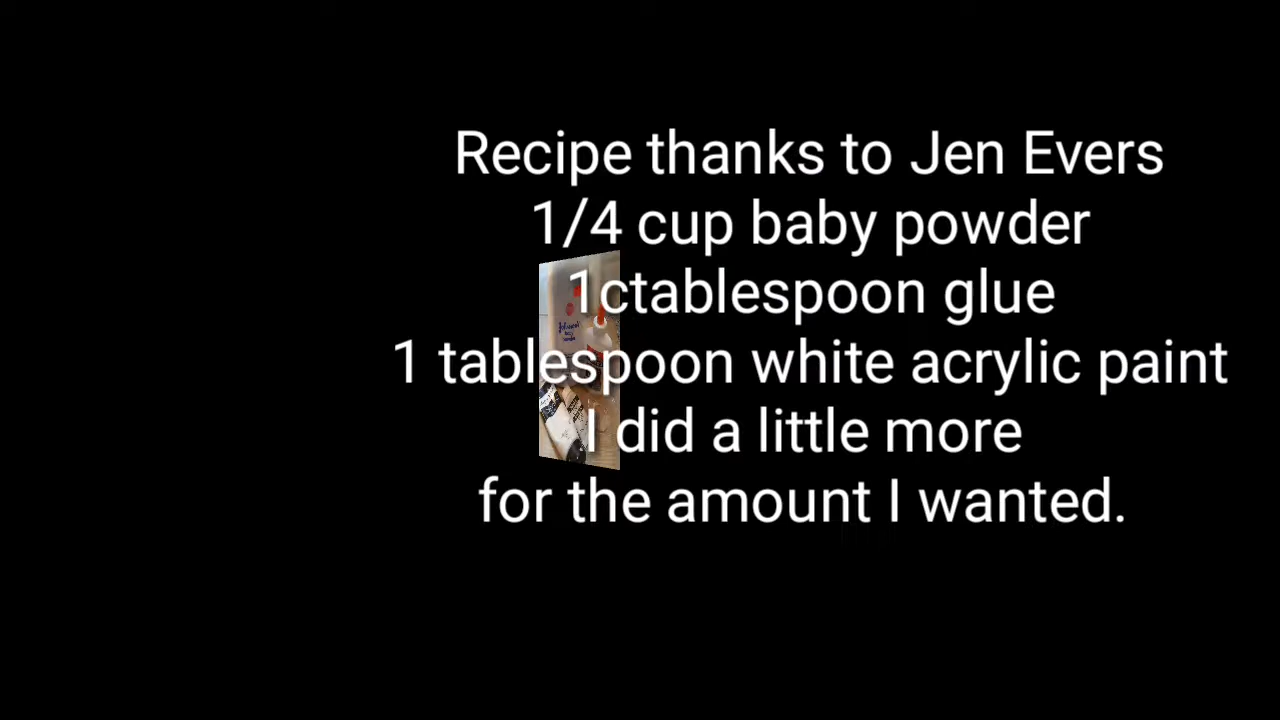 Recipe thanks to Jen Evers
1/4 cup baby powder
1ctablespoon glue
1 tablespoon white acrylic paint
I did a little more
for the amount I wanted.